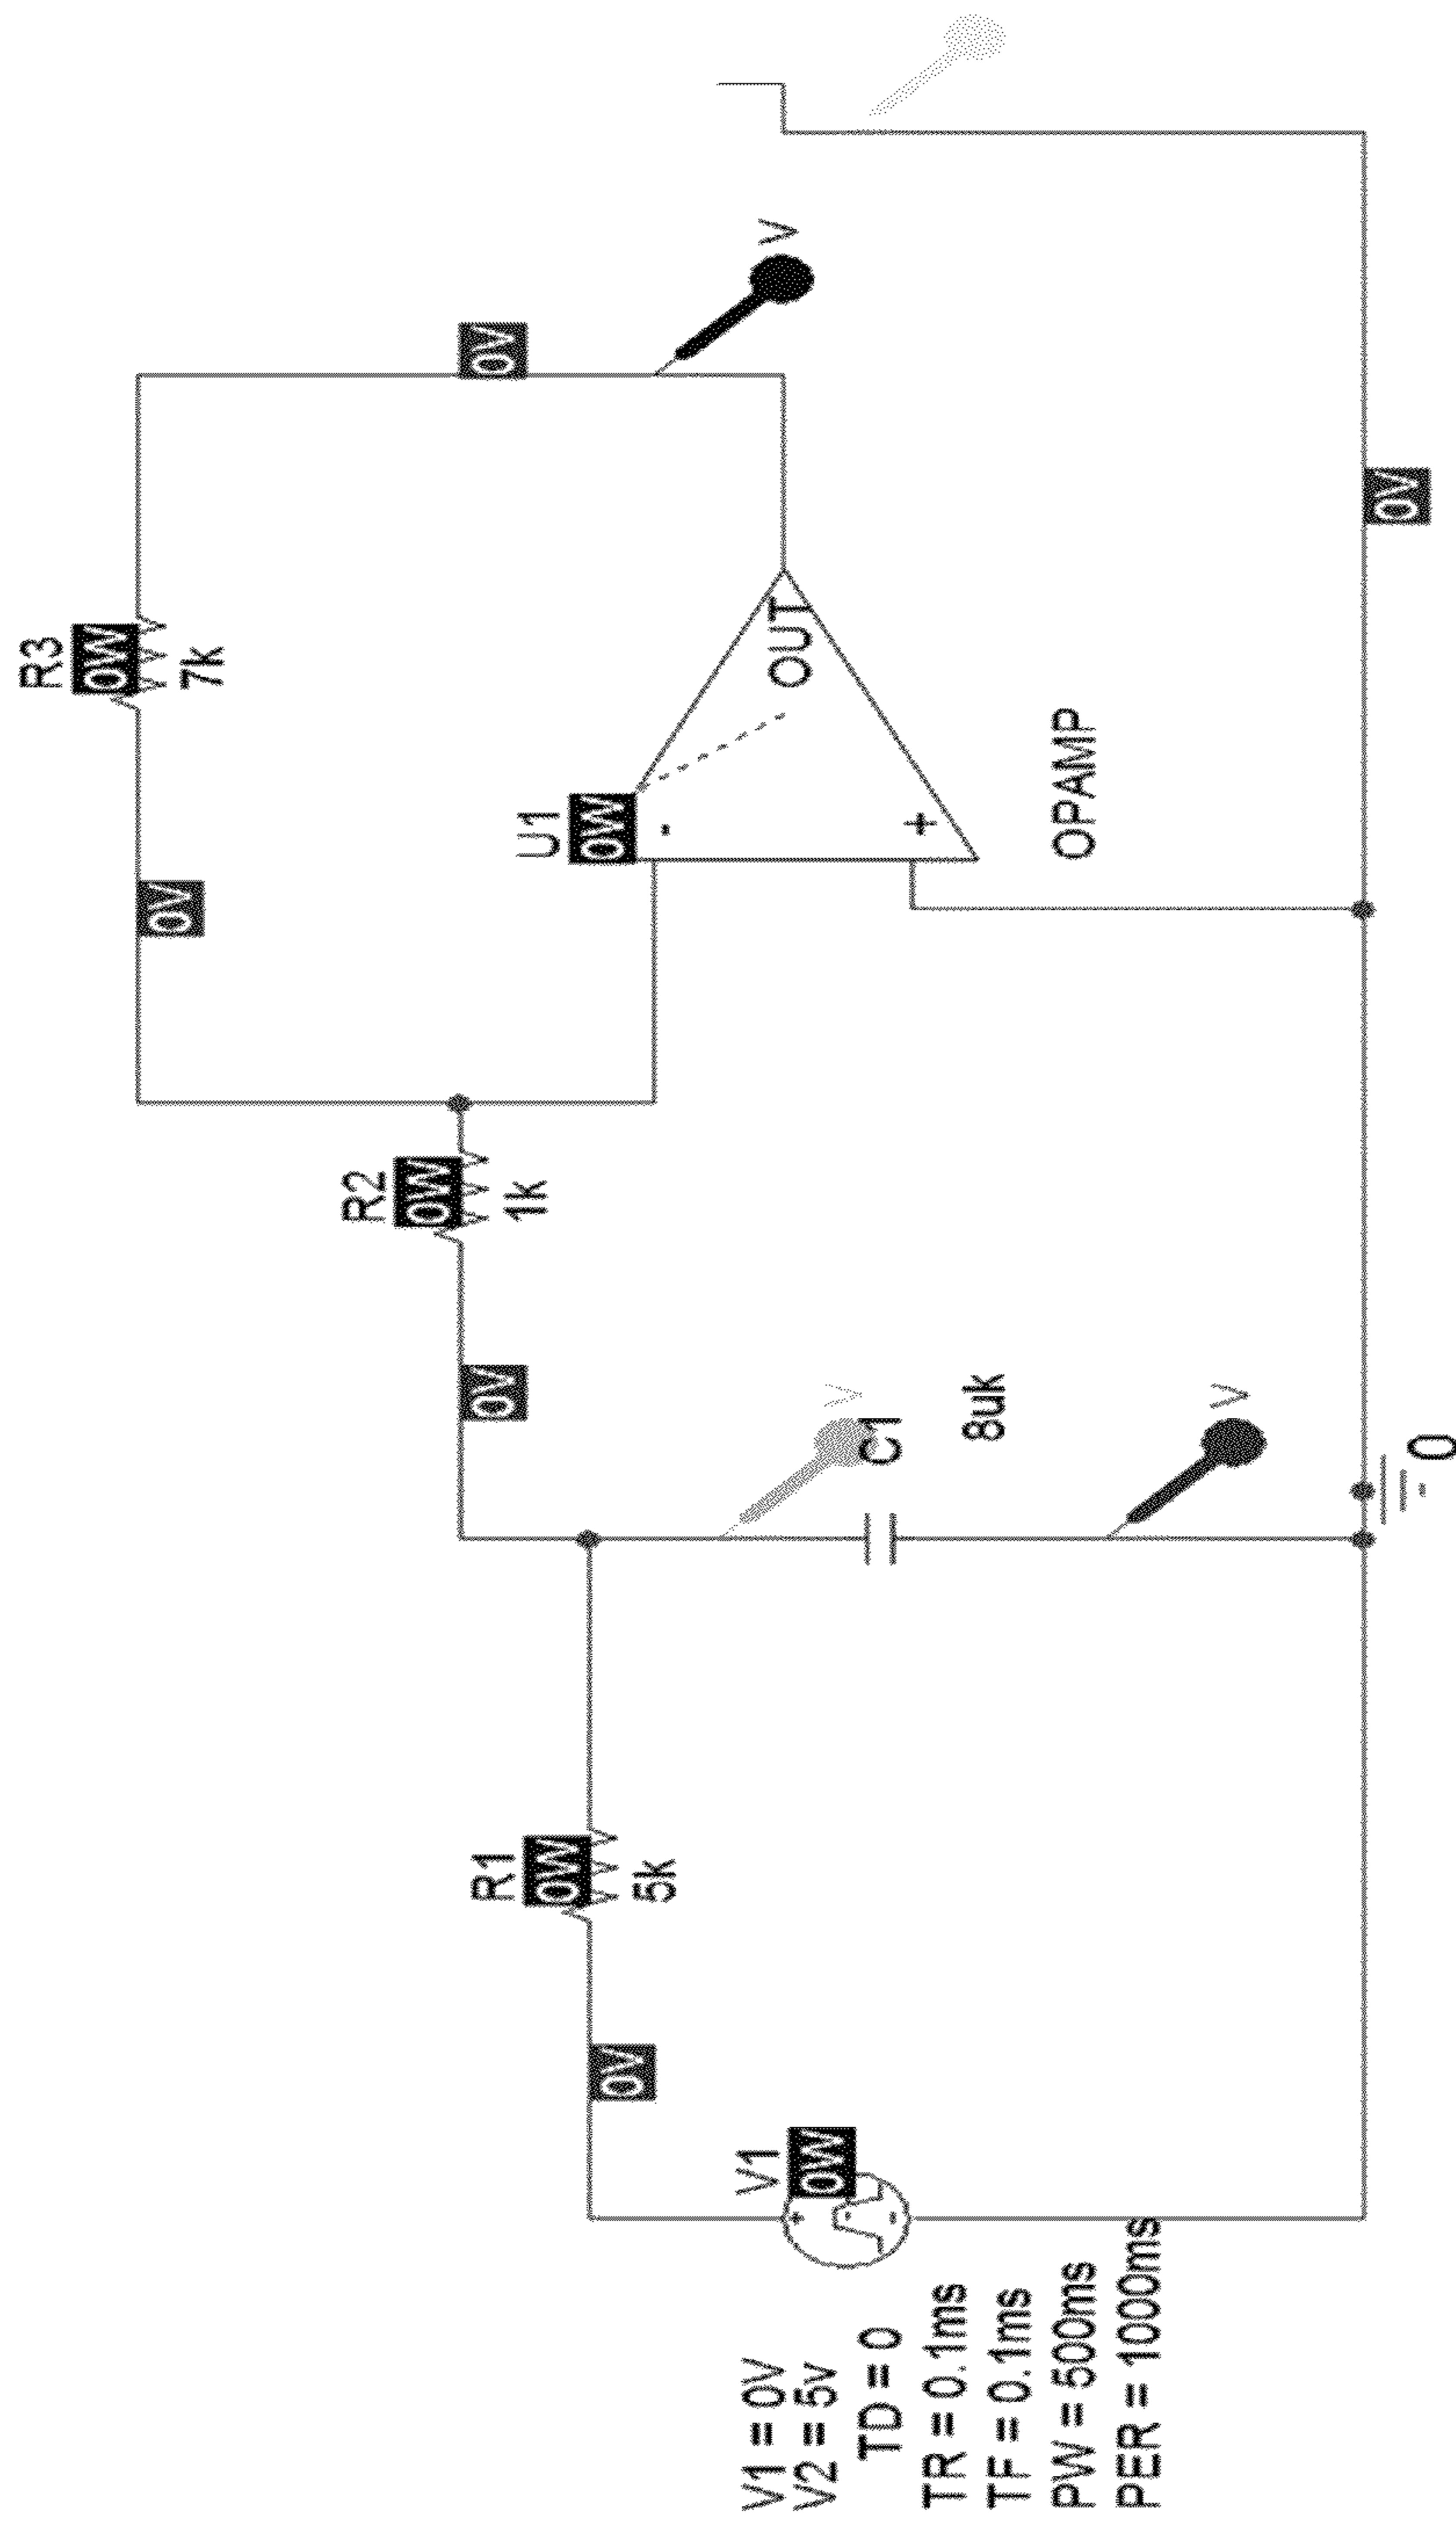 R3
0W
7k
0V
0V
V
U1
0W
-
+
OUT
OPAMP
R2
0W
1k
0V
0V
V
C1
8uk
V
0
R1
0W
5k
0V
V1
0W
+
-
V1 = 0V
V2 = 5v
TD = 0
TR = 0.1ms
TF = 0.1ms
PW = 500ms
PER = 1000ms